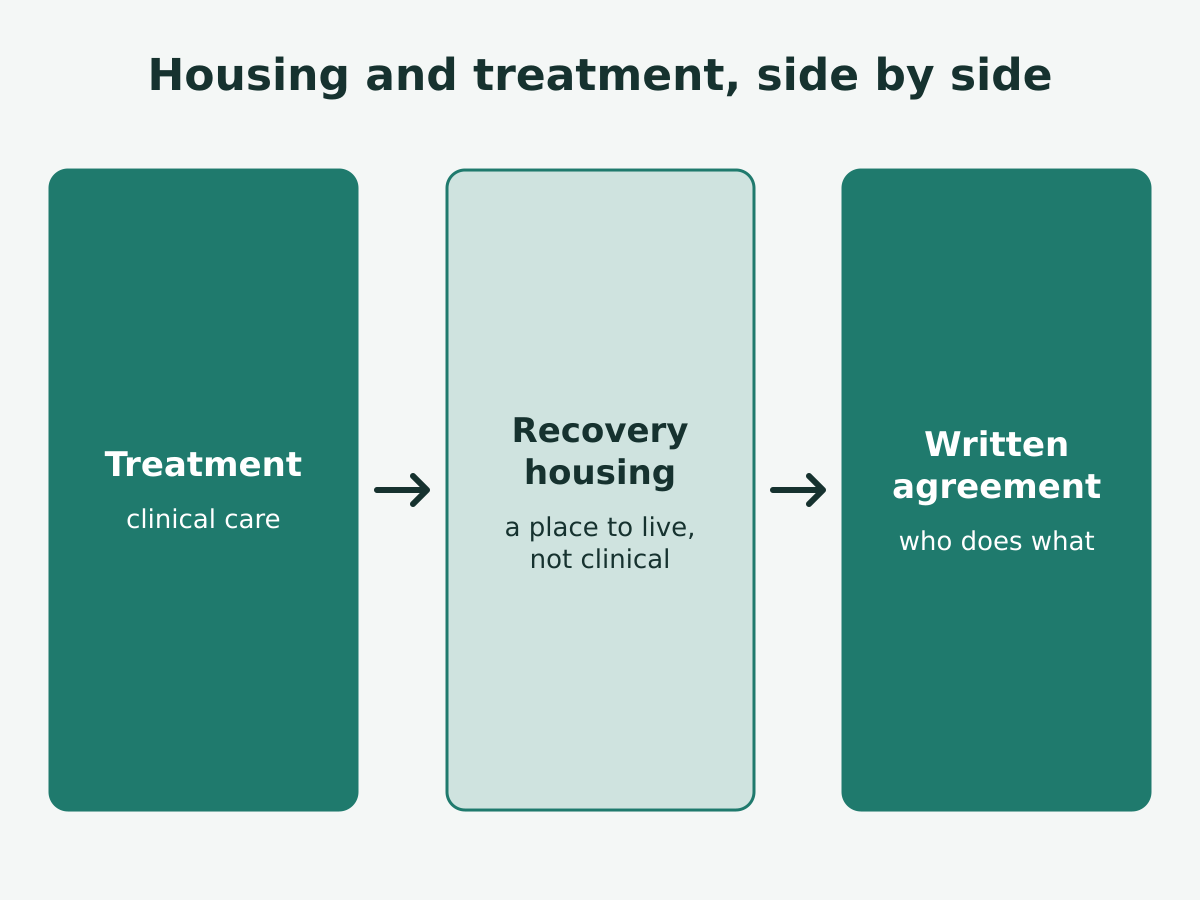 Housing and treatment, side by side
Treatment
clinical care
Recovery
housing
a place to live,
not clinical
Written
agreement
who does what